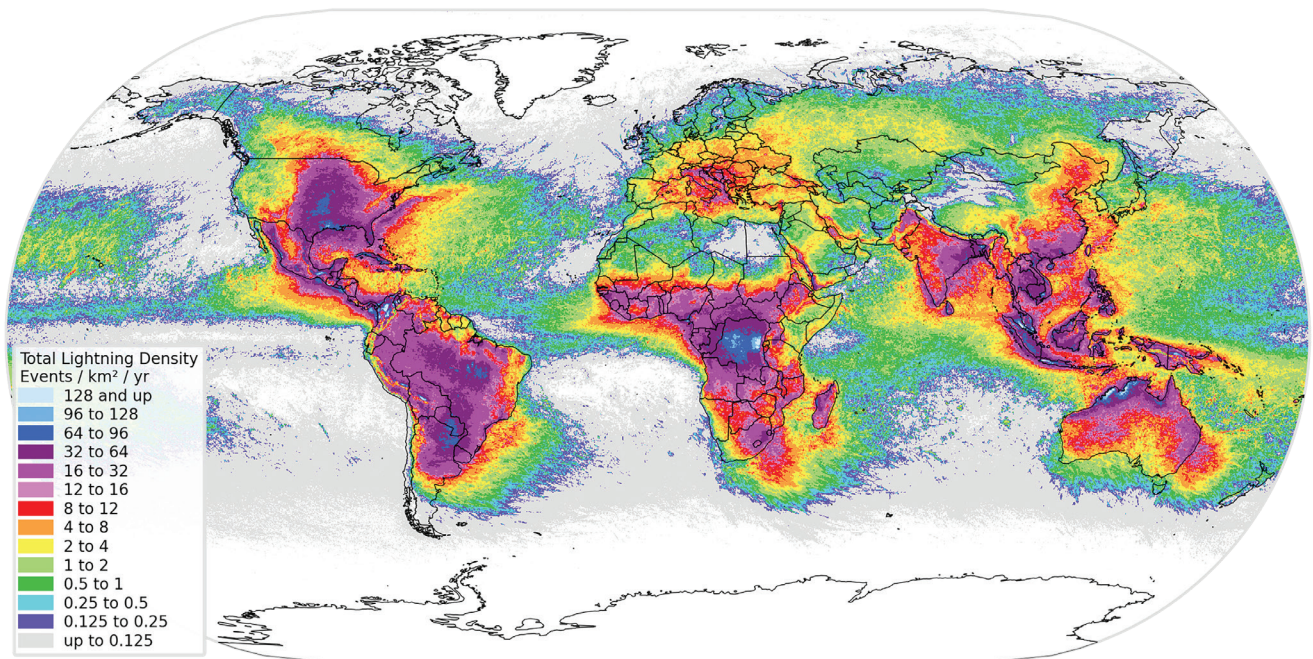 Total Lightning Density
Events / km² / yr
128 and up
96 to 128
64 to 96
32 to 64
16 to 32
12 to 16
8 to 12
4 to 8
2 to 4
1 to 2
0.5 to 1
0.25 to 0.5
0.125 to 0.25
up to 0.125